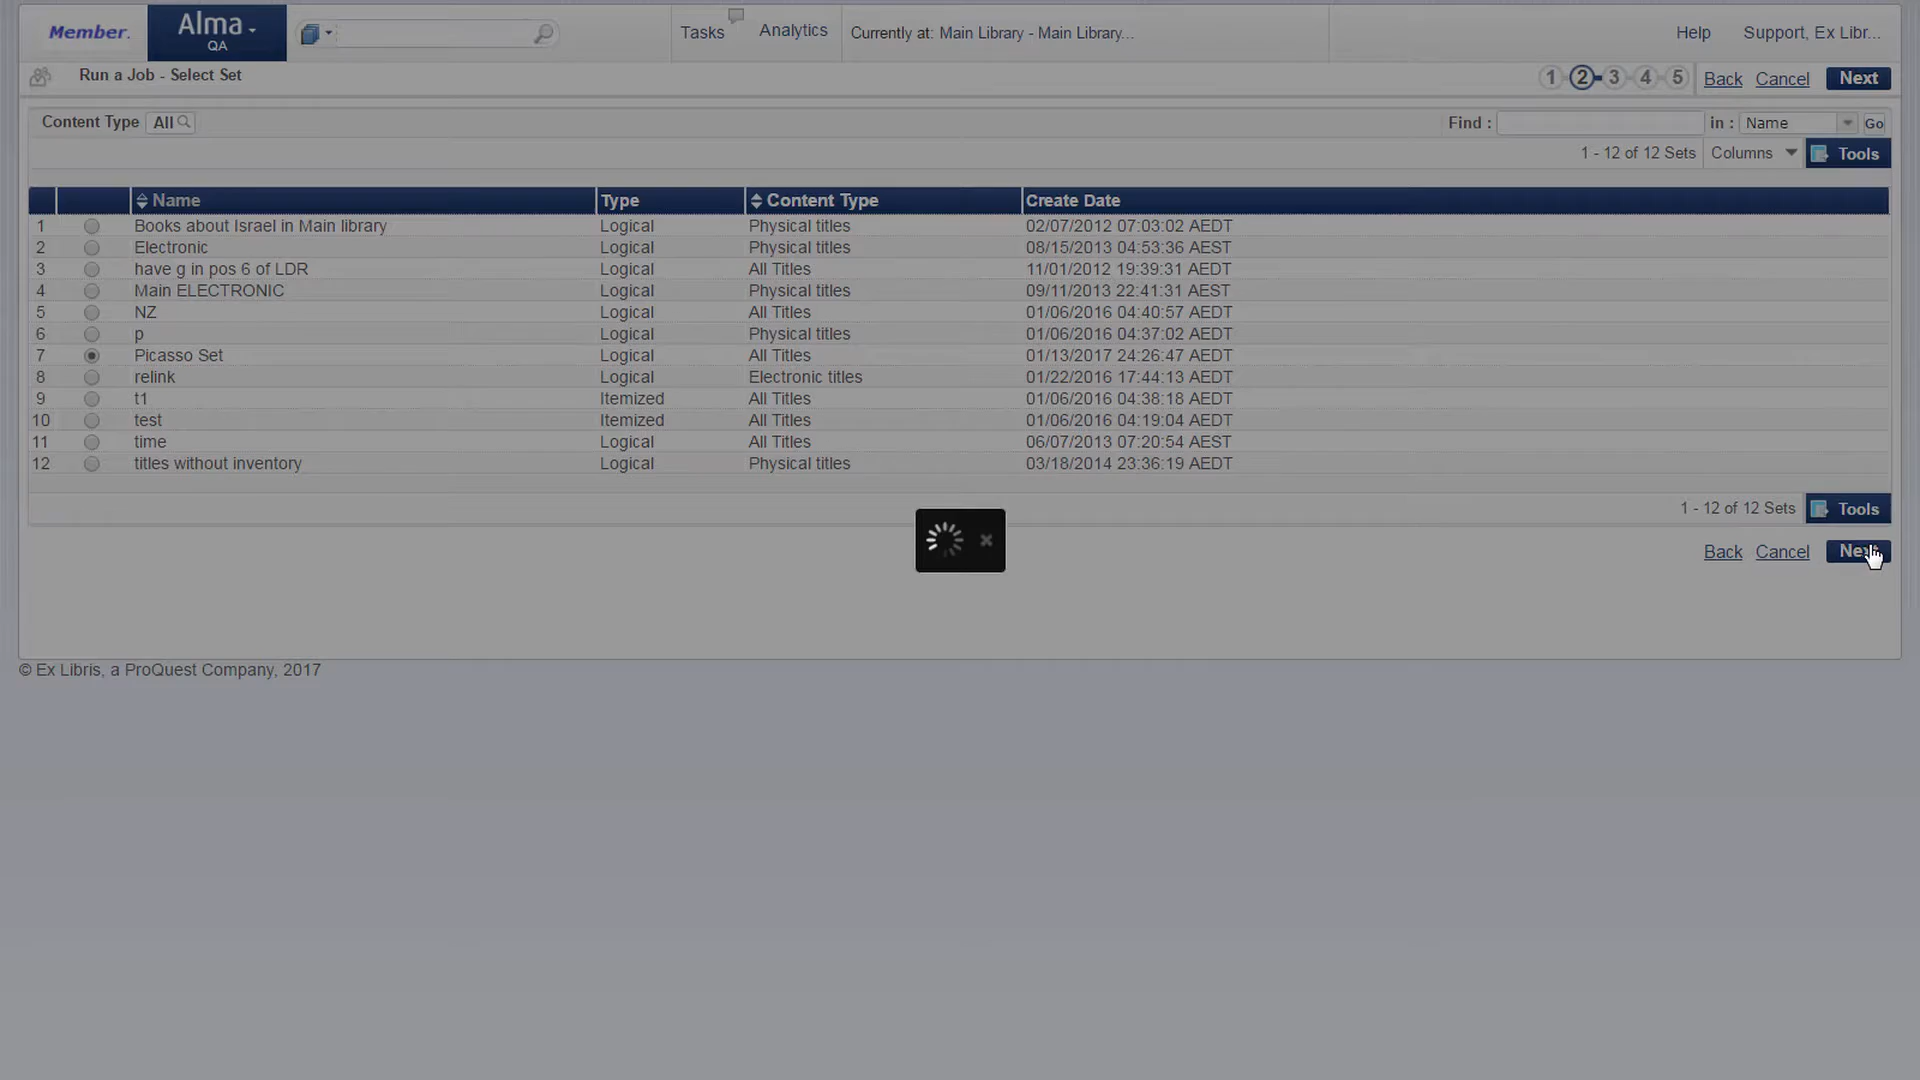 Member.
Alma
QA
Tasks
Analytics
Currently at: Main Library - Main Library...
Help
Support, Ex Libr...
Run a Job - Select Set
1 2 3 4 5
Back Cancel Next
Content Type All
Find : in : Name Go
1 - 12 of 12 Sets Columns Tools
Name Type Content Type Create Date
1 Books about Israel in Main library Logical Physical titles 02/07/2012 07:03:02 AEDT
2 Electronic Logical Physical titles 08/15/2013 04:53:36 AEST
3 have g in pos 6 of LDR Logical All Titles 11/01/2012 19:39:31 AEDT
4 Main ELECTRONIC Logical Physical titles 09/11/2013 22:41:31 AEST
5 NZ Logical All Titles 01/06/2016 04:40:57 AEDT
6 p Logical Physical titles 01/06/2016 04:37:02 AEDT
7 Picasso Set Logical All Titles 01/13/2017 24:26:47 AEDT
8 relink Logical Electronic titles 01/22/2016 17:44:13 AEDT
9 t1 Itemized All Titles 01/06/2016 04:38:18 AEDT
10 test Itemized All Titles 01/06/2016 04:19:04 AEDT
11 time Logical All Titles 06/07/2013 07:20:54 AEST
12 titles without inventory Logical Physical titles 03/18/2014 23:36:19 AEDT
1 - 12 of 12 Sets Tools
Back Cancel Next
© Ex Libris, a ProQuest Company, 2017